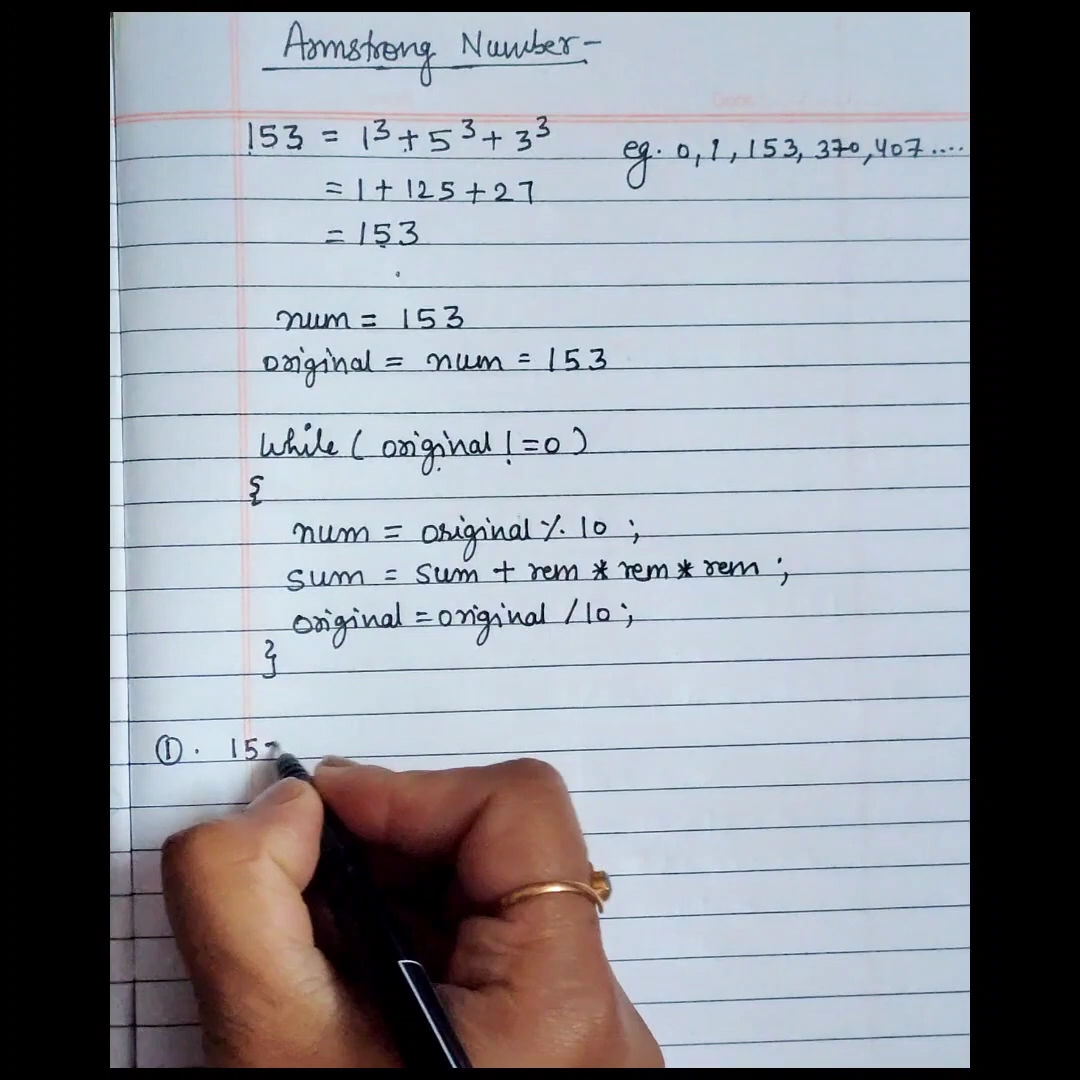 Armstrong Number -
153 = 1³ + 5³ + 3³
eg. 0, 1, 153, 370, 407 ....
= 1 + 125 + 27
= 153
num = 153
original = num = 153
While ( original != 0 )
{
num = original % 10 ;
sum = sum + rem * rem * rem ;
original = original / 10 ;
}
①. 153